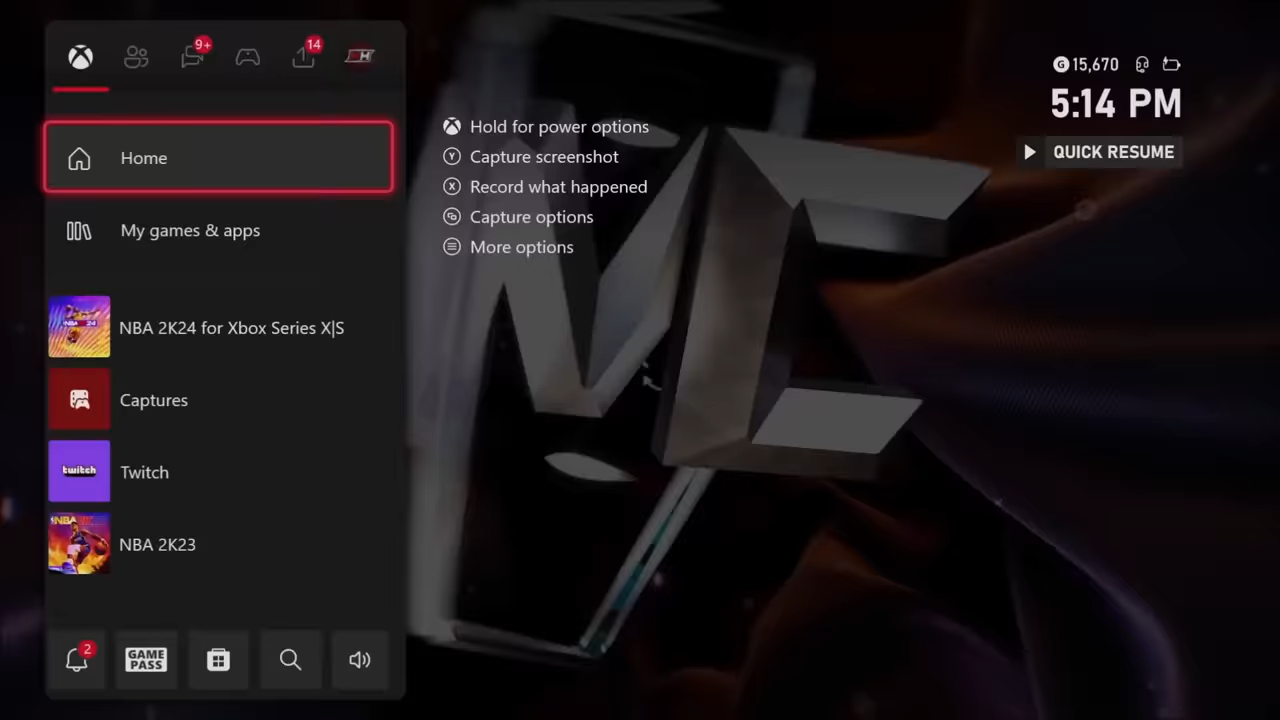 9+
14
Home
My games & apps
NBA 2K24 for Xbox Series X|S
Captures
twitch
Twitch
NBA 2K23
2
GAME
PASS
Hold for power options
Y Capture screenshot
X Record what happened
Capture options
More options
G 15,670
5:14 PM
QUICK RESUME